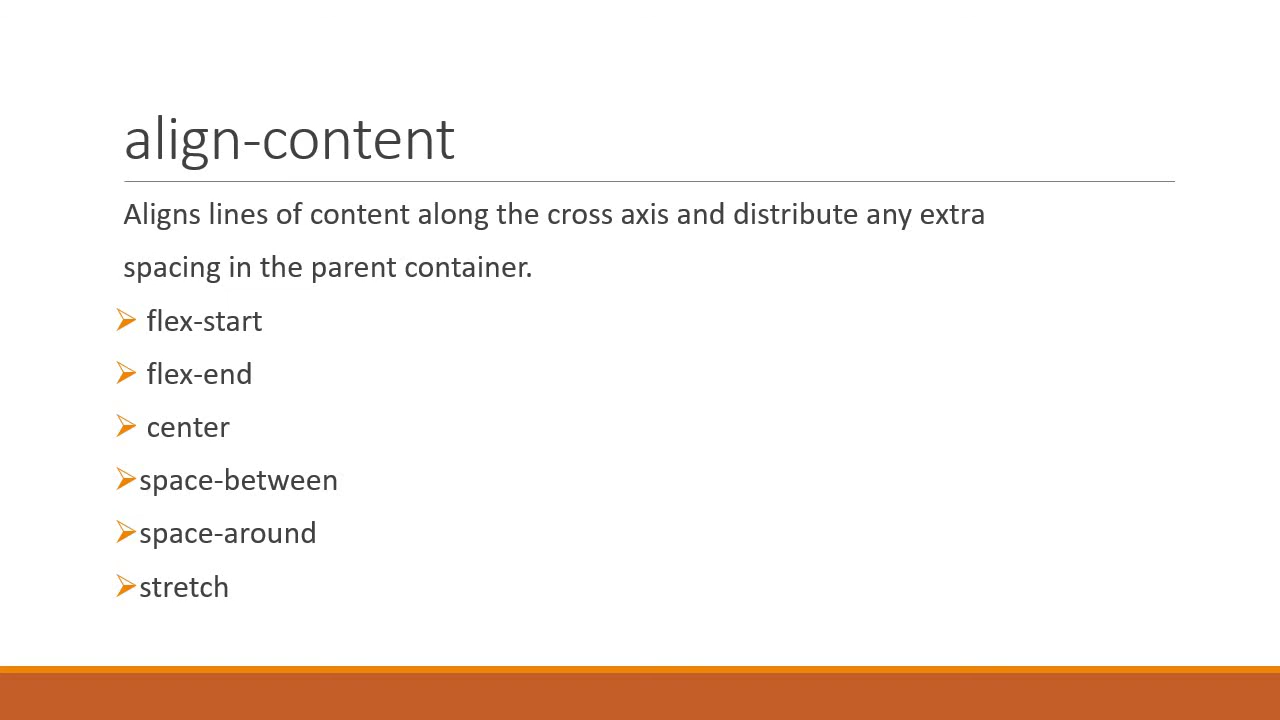 align-content
Aligns lines of content along the cross axis and distribute any extra
spacing in the parent container.
flex-start
flex-end
center
space-between
space-around
stretch